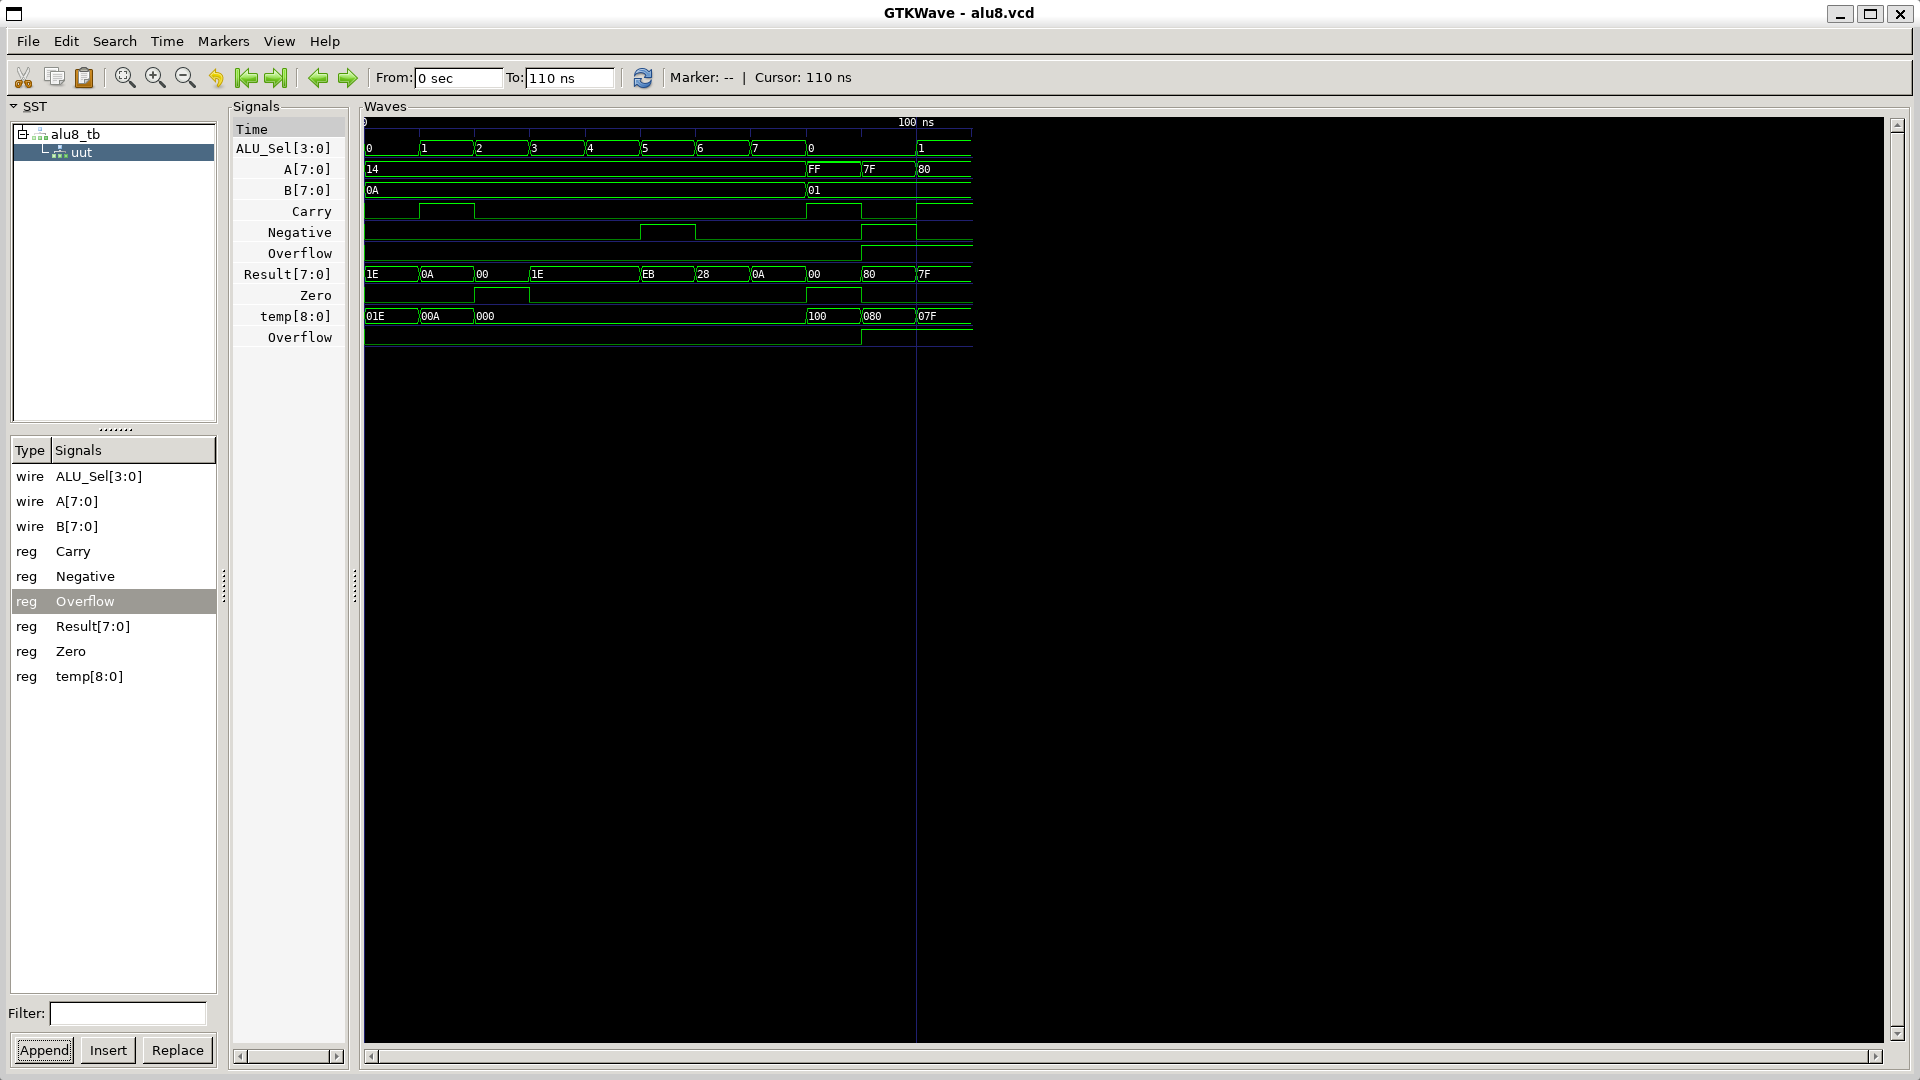 GTKWave - alu8.vcd
File Edit Search Time Markers View Help
From: 0 sec To: 110 ns Marker: -- | Cursor: 110 ns
SST
alu8_tb
uut
Type Signals
wire ALU_Sel[3:0]
wire A[7:0]
wire B[7:0]
reg Carry
reg Negative
reg Overflow
reg Result[7:0]
reg Zero
reg temp[8:0]
Filter:
Append Insert Replace
Signals
Time
ALU_Sel[3:0]
A[7:0]
B[7:0]
Carry
Negative
Overflow
Result[7:0]
Zero
temp[8:0]
Overflow
Waves
0 100 ns
0 1 2 3 4 5 6 7 0 1
14 FF 7F 80
0A 01
1E 0A 00 1E EB 28 0A 00 80 7F
01E 00A 000 100 080 07F